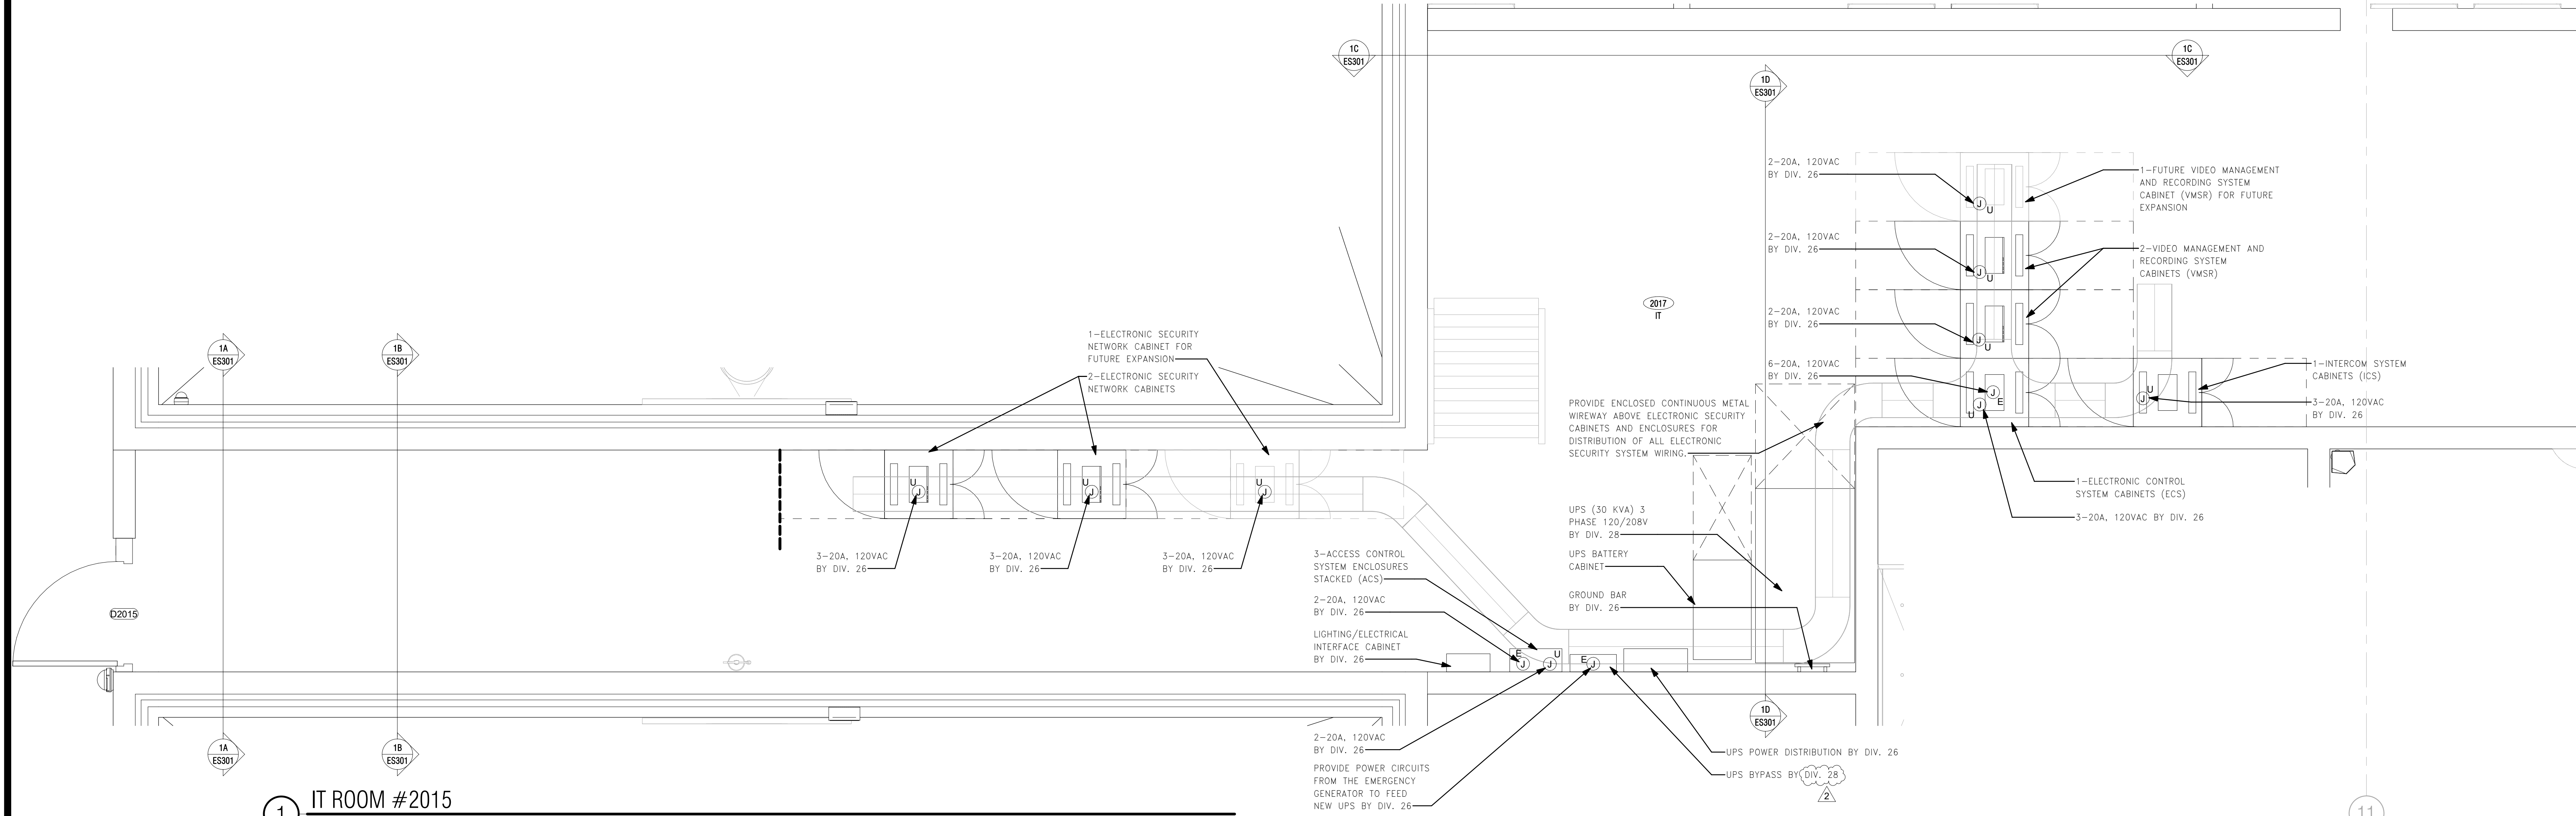 1C
ES301
1C
ES301
1D
ES301
2-20A, 120VAC
BY DIV. 26
J
U
1-FUTURE VIDEO MANAGEMENT
AND RECORDING SYSTEM
CABINET (VMSR) FOR FUTURE
EXPANSION
2-20A, 120VAC
BY DIV. 26
J
U
2-VIDEO MANAGEMENT AND
RECORDING SYSTEM
CABINETS (VMSR)
2017
IT
2-20A, 120VAC
BY DIV. 26
J
U
1A
ES301
1B
ES301
1-ELECTRONIC SECURITY
NETWORK CABINET FOR
FUTURE EXPANSION
2-ELECTRONIC SECURITY
NETWORK CABINETS
6-20A, 120VAC
BY DIV. 26
J
E
J
U
1-INTERCOM SYSTEM
CABINETS (ICS)
U
J
3-20A, 120VAC
BY DIV. 26
PROVIDE ENCLOSED CONTINUOUS METAL
WIREWAY ABOVE ELECTRONIC SECURITY
CABINETS AND ENCLOSURES FOR
DISTRIBUTION OF ALL ELECTRONIC
SECURITY SYSTEM WIRING.
U
J
U
J
U
J
1-ELECTRONIC CONTROL
SYSTEM CABINETS (ECS)
3-20A, 120VAC BY DIV. 26
UPS (30 KVA) 3
PHASE 120/208V
BY DIV. 28
3-20A, 120VAC
BY DIV. 26
3-20A, 120VAC
BY DIV. 26
3-20A, 120VAC
BY DIV. 26
3-ACCESS CONTROL
SYSTEM ENCLOSURES
STACKED (ACS)
UPS BATTERY
CABINET
2-20A, 120VAC
BY DIV. 26
GROUND BAR
BY DIV. 26
D2015
LIGHTING/ELECTRICAL
INTERFACE CABINET
BY DIV. 26
E
J
U
J
E
J
1D
ES301
1A
ES301
1B
ES301
2-20A, 120VAC
BY DIV. 26
UPS POWER DISTRIBUTION BY DIV. 26
PROVIDE POWER CIRCUITS
FROM THE EMERGENCY
GENERATOR TO FEED
NEW UPS BY DIV. 26
UPS BYPASS BY DIV. 28
2
1
IT ROOM #2015
11